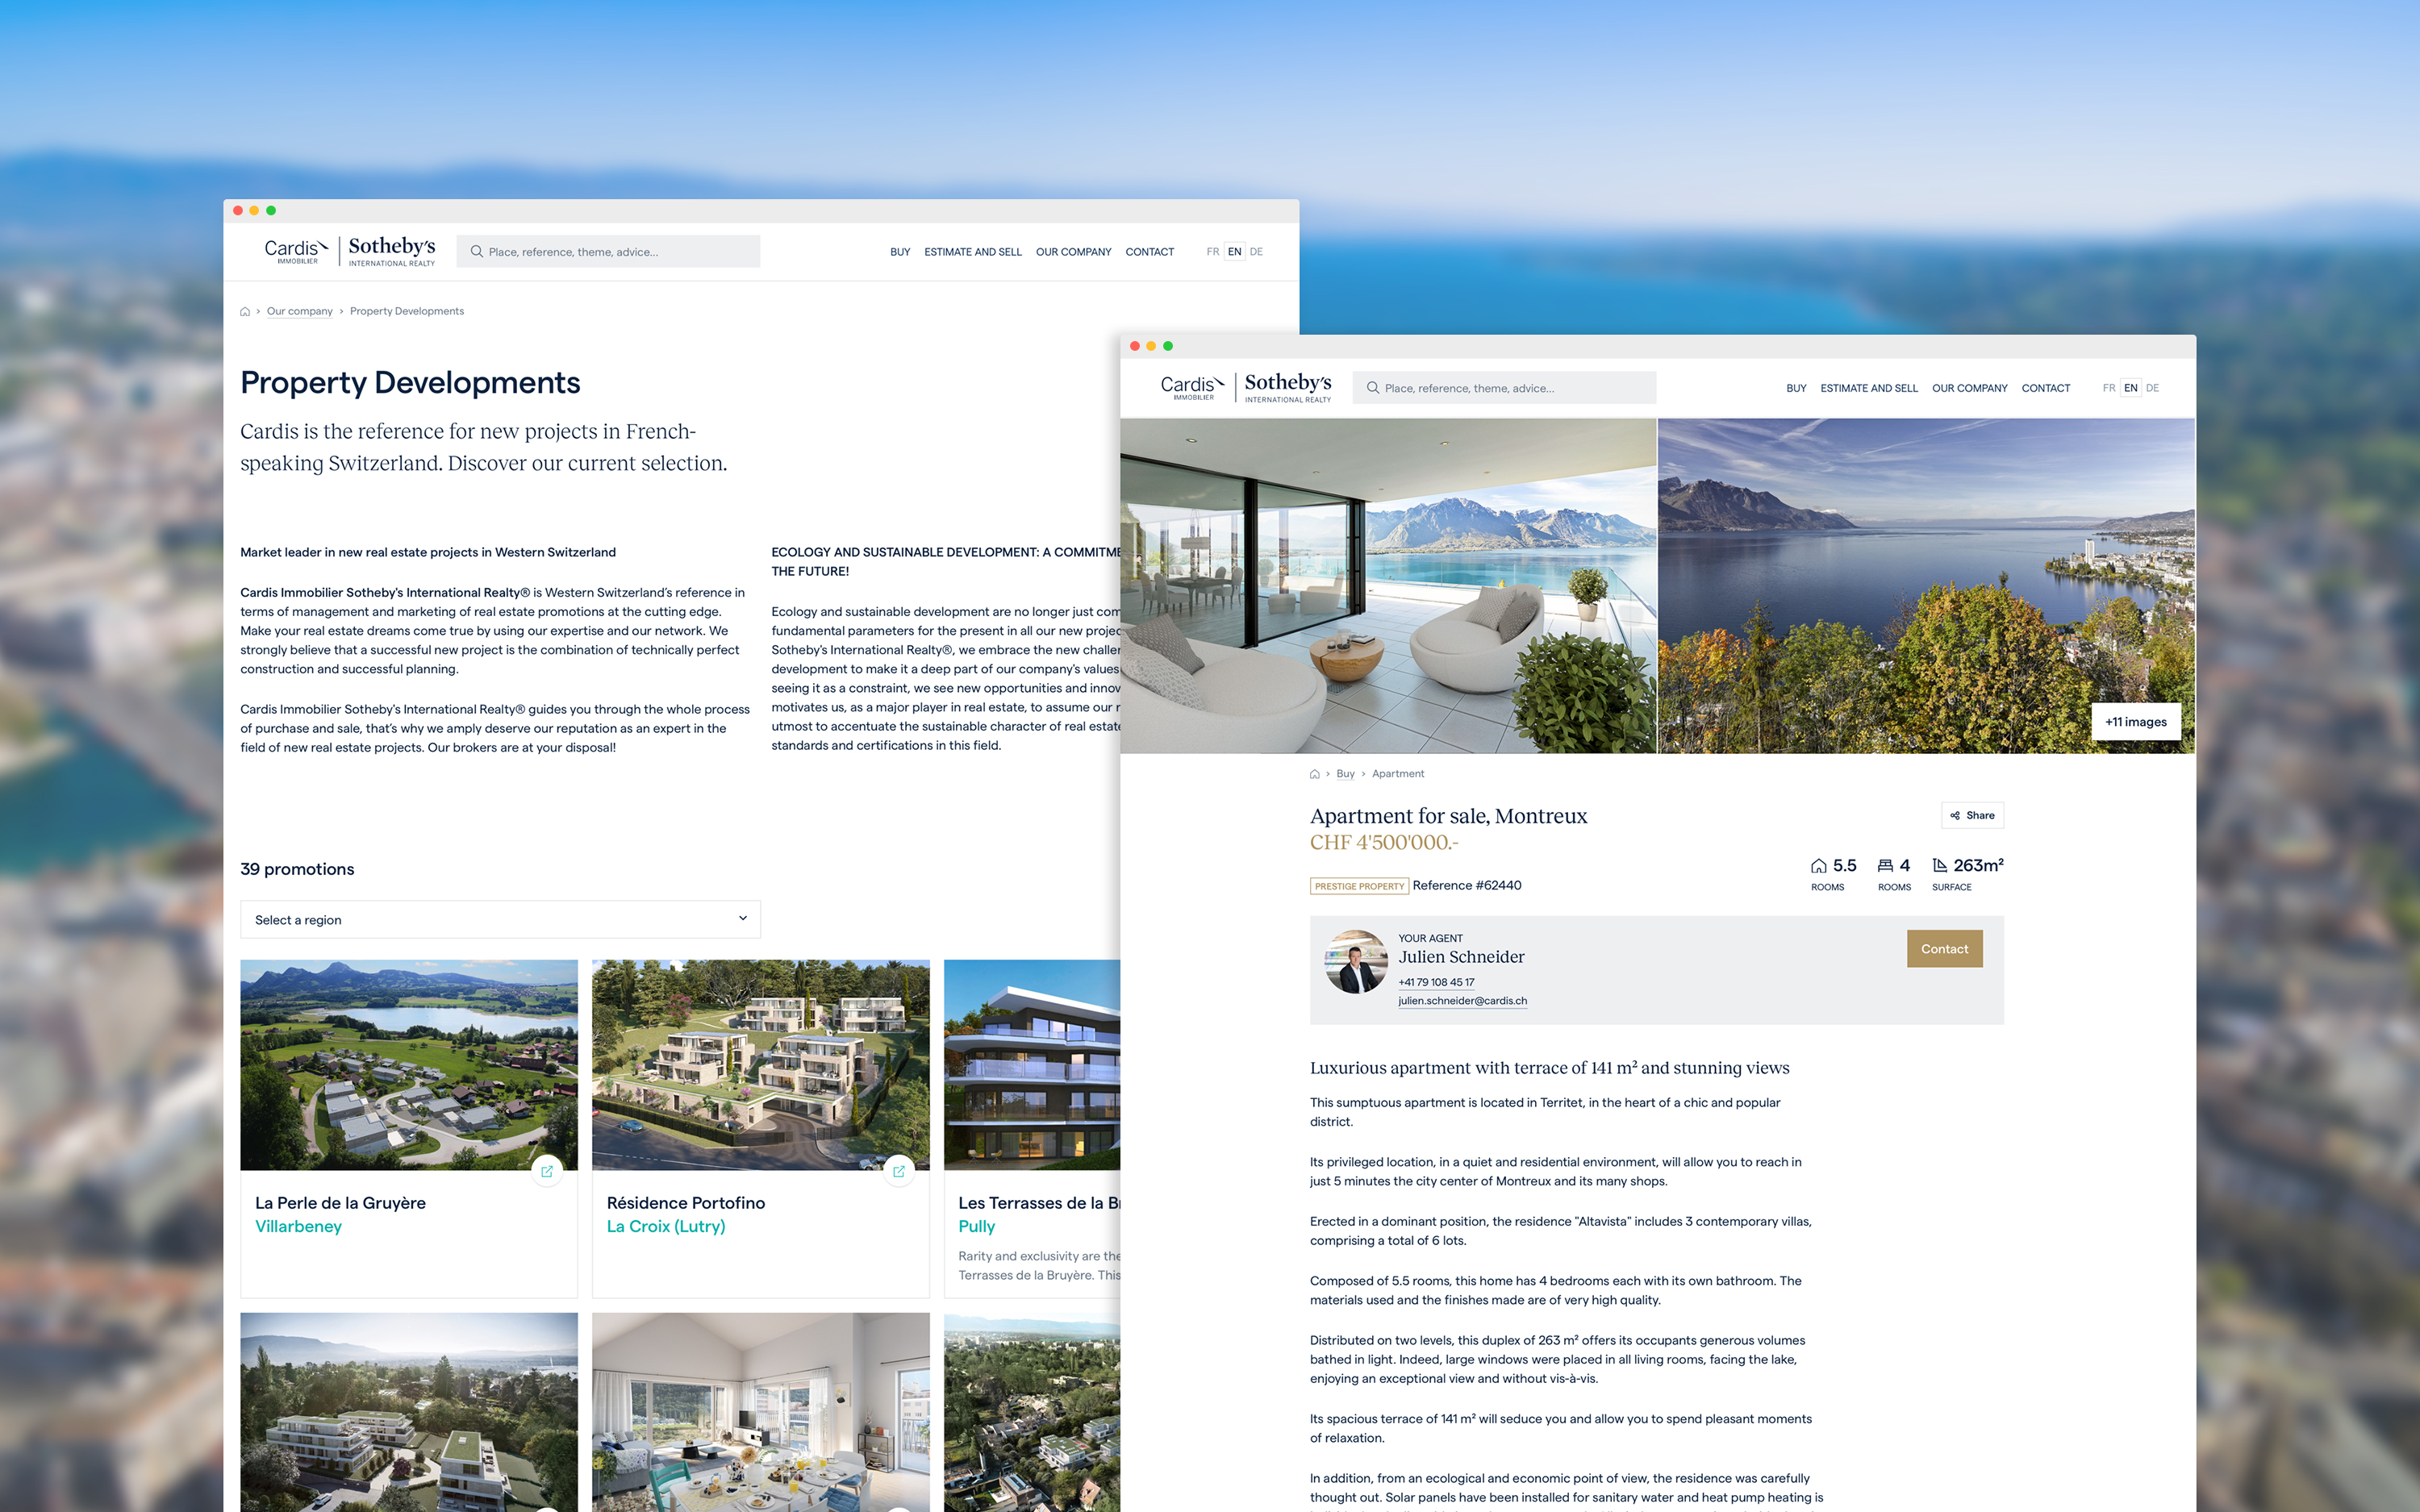 Cardis
IMMOBILIER
Sotheby's
INTERNATIONAL REALTY
Place, reference, theme, advice...
BUY
ESTIMATE AND SELL
OUR COMPANY
CONTACT
FR
EN
DE
Our company > Property Developments
Property Developments
Cardis is the reference for new projects in French-
speaking Switzerland. Discover our current selection.
Market leader in new real estate projects in Western Switzerland
Cardis Immobilier Sotheby's International Realty® is Western Switzerland's reference in
terms of management and marketing of real estate promotions at the cutting edge.
Make your real estate dreams come true by using our expertise and our network. We
strongly believe that a successful new project is the combination of technically perfect
construction and successful planning.
Cardis Immobilier Sotheby's International Realty® guides you through the whole process
of purchase and sale, that's why we amply deserve our reputation as an expert in the
field of new real estate projects. Our brokers are at your disposal!
ECOLOGY AND SUSTAINABLE DEVELOPMENT: A
THE FUTURE!
Ecology and sustainable development are no longer just
fundamental parameters for the present in all our new
Sotheby's International Realty®, we embrace the new
development to make it a deep part of our company's values
seeing it as a constraint, we see new opportunities and
motivates us, as a major player in real estate, to assume our
utmost to accentuate the sustainable character of real estate
standards and certifications in this field.
39 promotions
Select a region
La Perle de la Gruyère
Villarbeney
Résidence Portofino
La Croix (Lutry)
Les Terrasses de la
Pully
Rarity and exclusivity are the
Terrasses de la Bruyère. This
Cardis
IMMOBILIER
Sotheby's
INTERNATIONAL REALTY
Place, reference, theme, advice...
BUY
ESTIMATE AND SELL
OUR COMPANY
CONTACT
FR
EN
DE
+11 images
Buy > Apartment
Apartment for sale, Montreux
CHF 4'500'000.-
Share
PRESTIGE PROPERTY Reference #62440
5.5
ROOMS
4
ROOMS
263m²
SURFACE
YOUR AGENT
Julien Schneider
+41 79 108 45 17
julien.schneider@cardis.ch
Contact
Luxurious apartment with terrace of 141 m² and stunning views
This sumptuous apartment is located in Territet, in the heart of a chic and popular
district.
Its privileged location, in a quiet and residential environment, will allow you to reach in
just 5 minutes the city center of Montreux and its many shops.
Erected in a dominant position, the residence "Altavista" includes 3 contemporary villas,
comprising a total of 6 lots.
Composed of 5.5 rooms, this home has 4 bedrooms each with its own bathroom. The
materials used and the finishes made are of very high quality.
Distributed on two levels, this duplex of 263 m² offers its occupants generous volumes
bathed in light. Indeed, large windows were placed in all living rooms, facing the lake,
enjoying an exceptional view and without vis-à-vis.
Its spacious terrace of 141 m² will seduce you and allow you to spend pleasant moments
of relaxation.
In addition, from an ecological and economic point of view, the residence was carefully
thought out. Solar panels have been installed for sanitary water and heat pump heating is